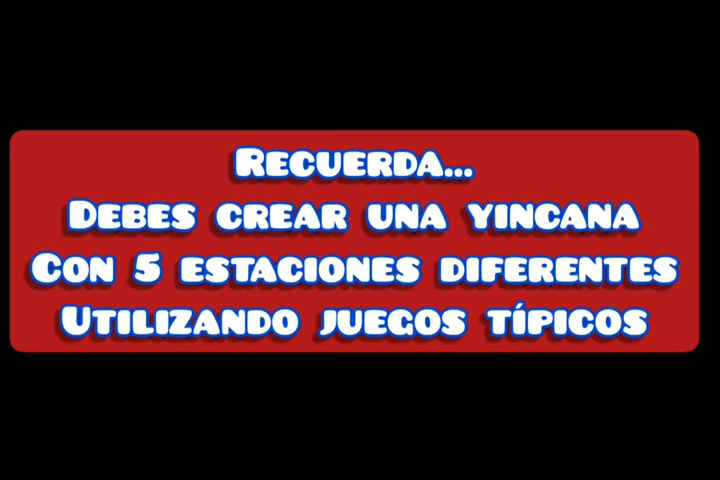 Recuerda...
Debes crear una yincana
Con 5 estaciones diferentes
Utilizando juegos típicos